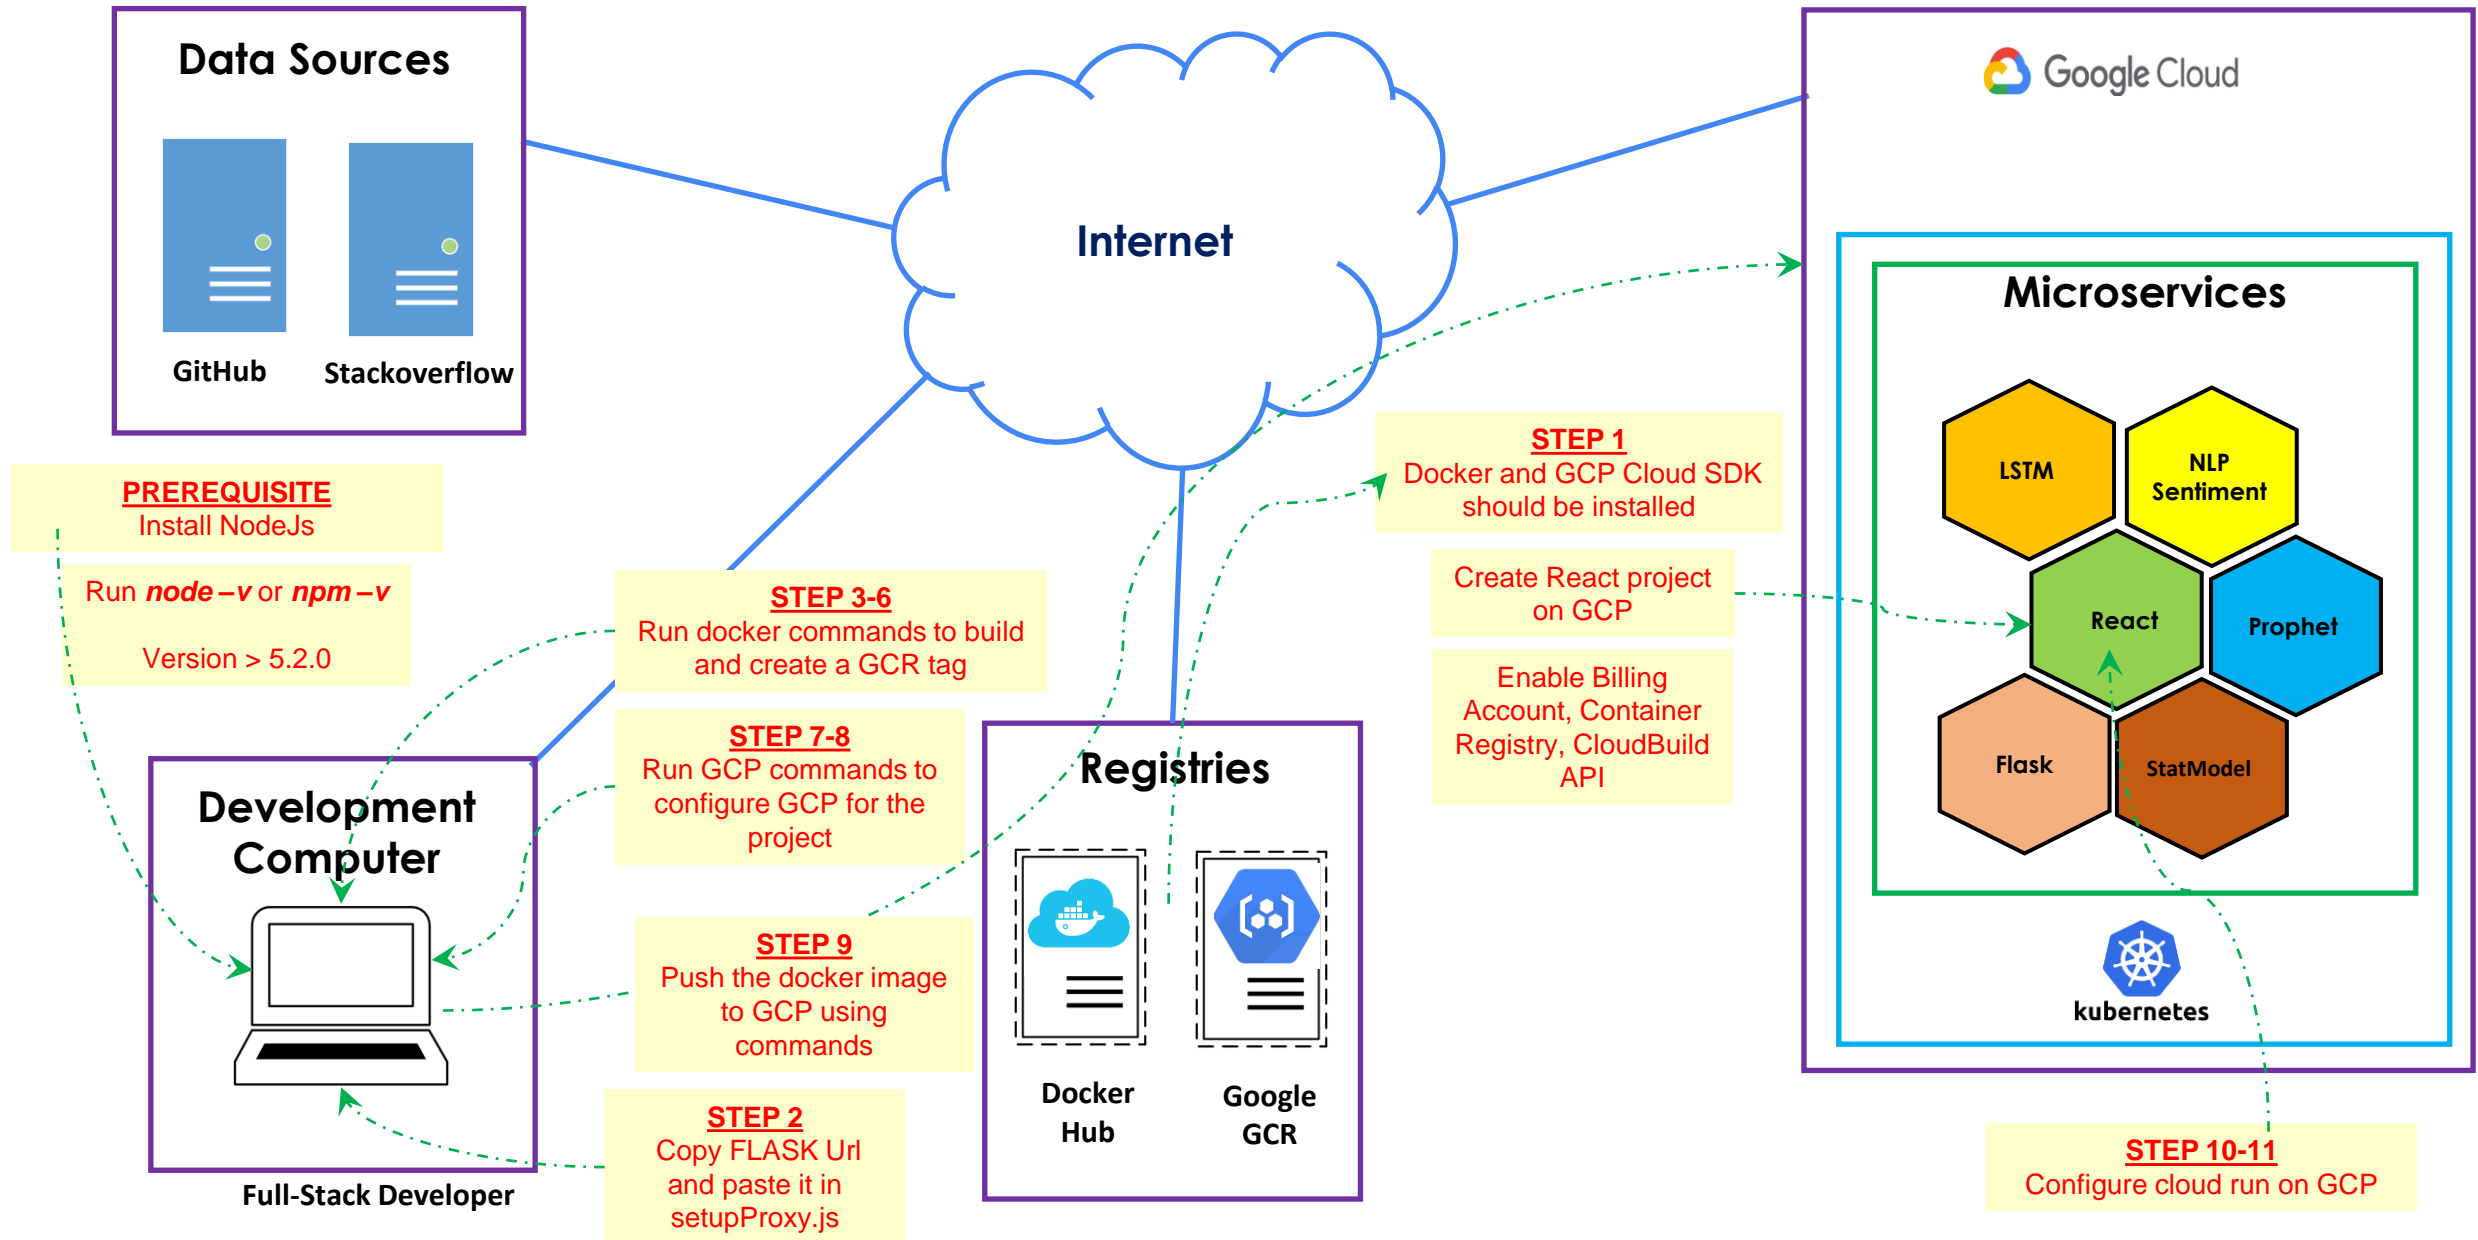 Data Sources
GitHub
Stackoverflow
Internet
Google Cloud
Microservices
LSTM
NLP
Sentiment
React
Prophet
Flask
StatModel
kubernetes
PREREQUISITE
Install NodeJs
Run node –v or npm –v
Version > 5.2.0
STEP 1
Docker and GCP Cloud SDK
should be installed
Create React project
on GCP
Enable Billing
Account, Container
Registry, CloudBuild
API
STEP 3-6
Run docker commands to build
and create a GCR tag
STEP 7-8
Run GCP commands to
configure GCP for the
project
STEP 9
Push the docker image
to GCP using
commands
STEP 2
Copy FLASK Url
and paste it in
setupProxy.js
Development
Computer
Full-Stack Developer
Registries
Docker
Hub
Google
GCR
STEP 10-11
Configure cloud run on GCP